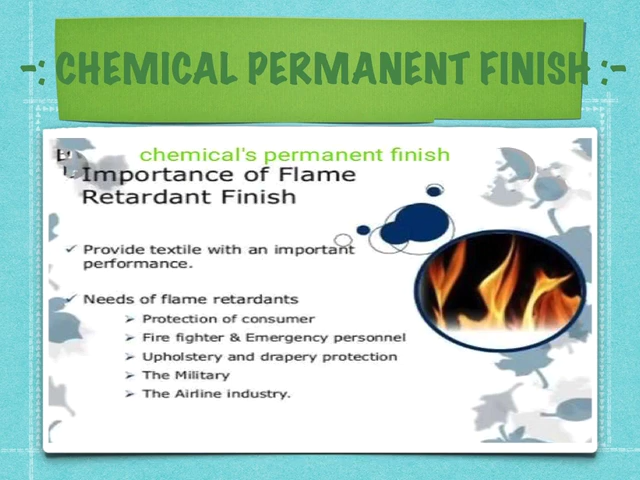 -: CHEMICAL PERMANENT FINISH :-
chemical's permanent finish
Importance of Flame
Retardant Finish
✓ Provide textile with an important
performance.
✓ Needs of flame retardants
➢ Protection of consumer
➢ Fire fighter & Emergency personnel
➢ Upholstery and drapery protection
➢ The Military
➢ The Airline industry.